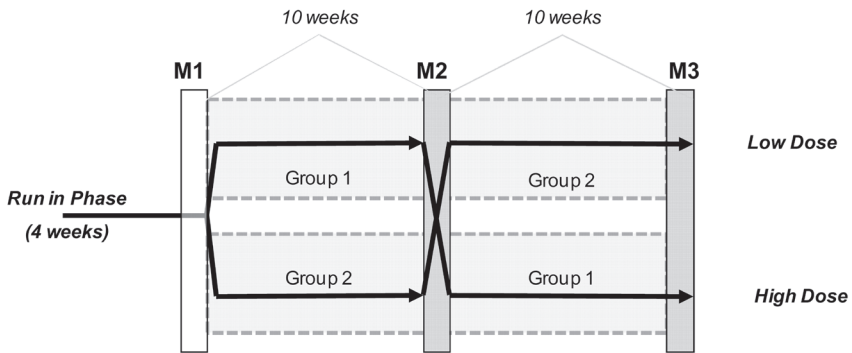 10 weeks
10 weeks
M1
M2
M3
Low Dose
Group 1
Group 2
Run in Phase
(4 weeks)
Group 2
Group 1
High Dose